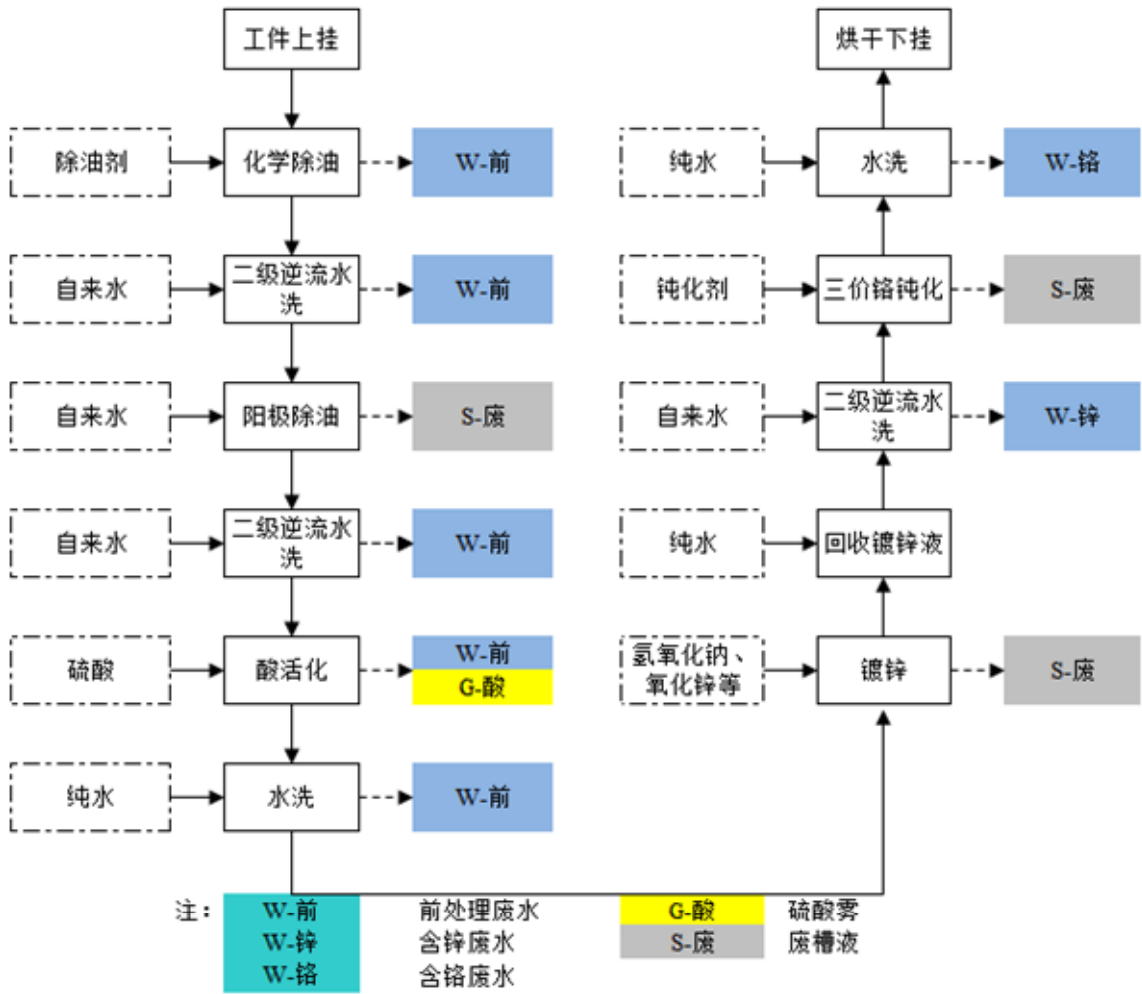 工件上挂
除油剂
化学除油
W-前
自来水
二级逆流水
洗
W-前
自来水
阳极除油
S-废
自来水
二级逆流水
洗
W-前
硫酸
酸活化
W-前
G-酸
纯水
水洗
W-前
烘干下挂
纯水
水洗
W-铬
钝化剂
三价铬钝化
S-废
自来水
二级逆流水
洗
W-锌
纯水
回收镀锌液
氢氧化钠、
氧化锌等
镀锌
S-废
注：
W-前
前处理废水
W-锌
含锌废水
W-铬
含铬废水
G-酸
硫酸雾
S-废
废槽液